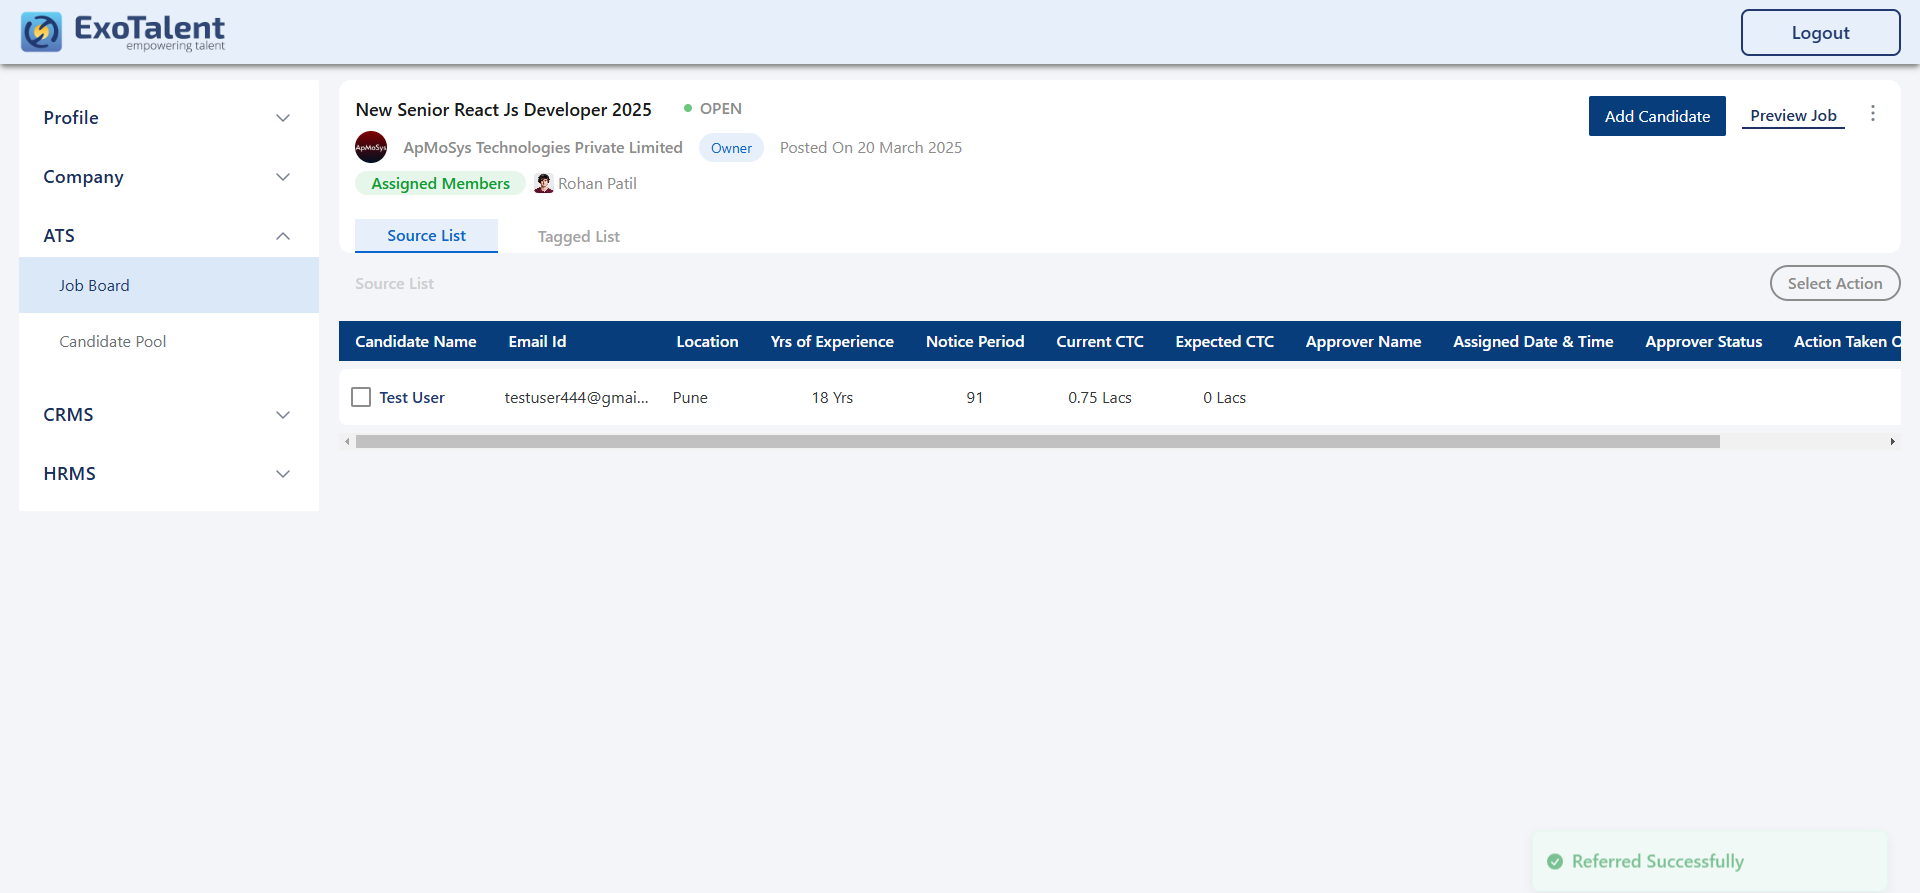 ExoTalent
empowering talent
Logout
Profile
Company
ATS
Job Board
Candidate Pool
CRMS
HRMS
New Senior React Js Developer 2025
OPEN
Add Candidate
Preview Job
ApMoSys
ApMoSys Technologies Private Limited
Owner
Posted On 20 March 2025
Assigned Members
Rohan Patil
Source List
Tagged List
Source List
Select Action
Candidate Name Email Id Location Yrs of Experience Notice Period Current CTC Expected CTC Approver Name Assigned Date & Time Approver Status Action Taken O
Test User testuser444@gmai... Pune 18 Yrs 91 0.75 Lacs 0 Lacs
Referred Successfully